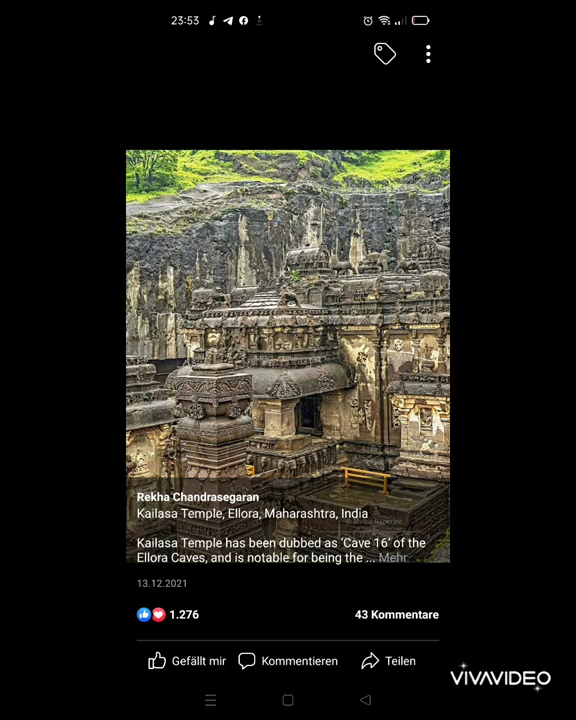 23:53
Rekha Chandrasegaran
Kailasa Temple, Ellora, Maharashtra, India
Kailasa Temple has been dubbed as ‘Cave 16’ of the
Ellora Caves, and is notable for being the ... Mehr
13.12.2021
1.276
43 Kommentare
Gefällt mir
Kommentieren
Teilen
VIVAVIDEO